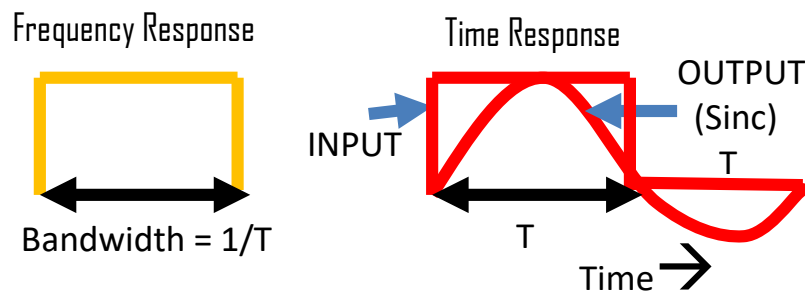 Frequency Response
Bandwidth = 1/T
Time Response
INPUT
OUTPUT
(Sinc)
T
T
Time